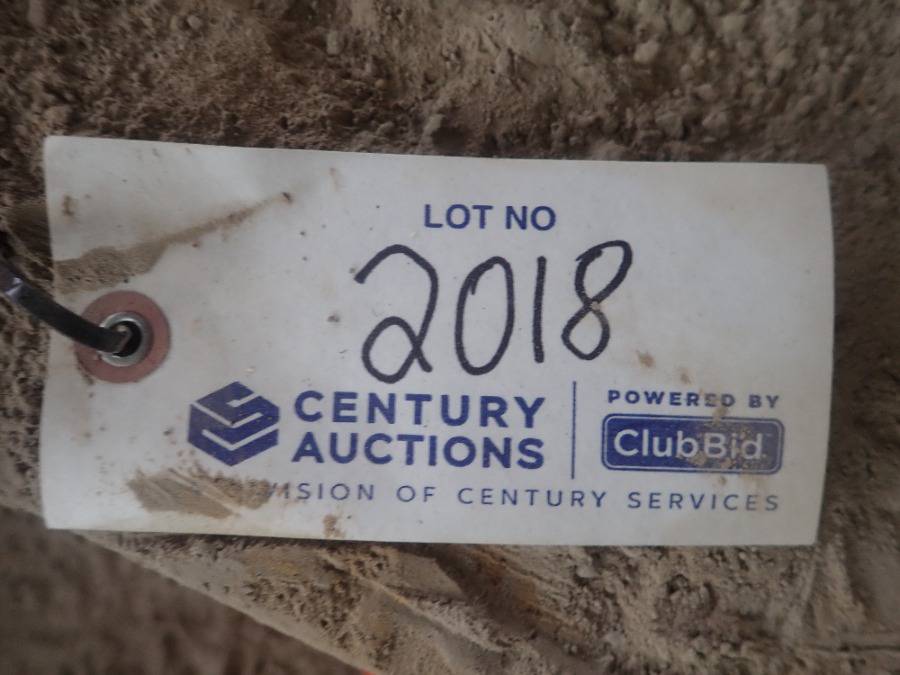 LOT NO
2018
CENTURY
AUCTIONS
POWERED BY
ClubBid
OF CENTURY SERVICES